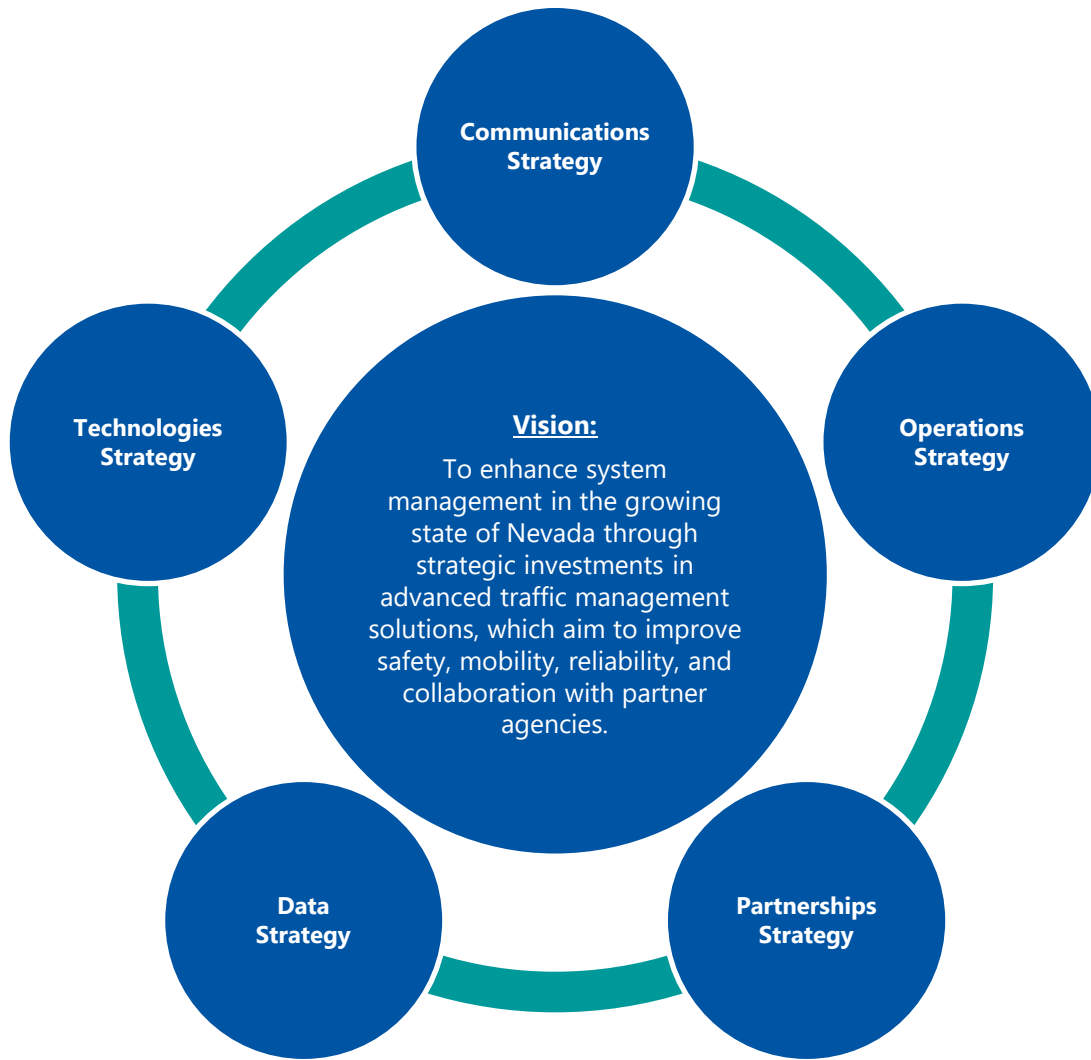 Communications
Strategy
Technologies
Strategy
Operations
Strategy
Vision:
To enhance system
management in the growing
state of Nevada through
strategic investments in
advanced traffic management
solutions, which aim to improve
safety, mobility, reliability, and
collaboration with partner
agencies.
Data
Strategy
Partnerships
Strategy